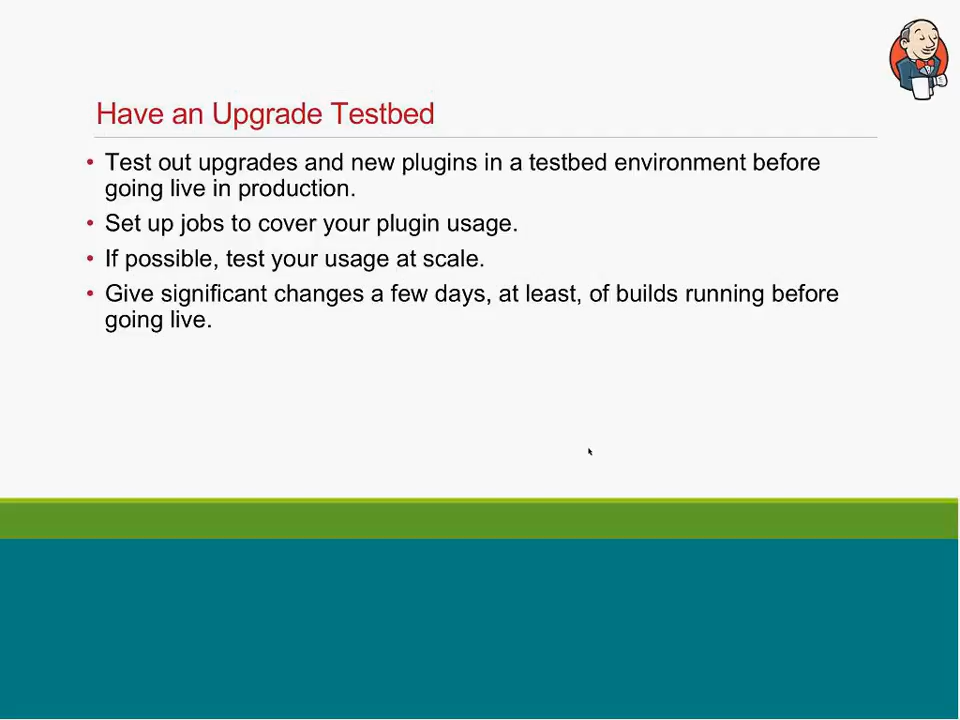 Have an Upgrade Testbed
• Test out upgrades and new plugins in a testbed environment before
going live in production.
• Set up jobs to cover your plugin usage.
• If possible, test your usage at scale.
• Give significant changes a few days, at least, of builds running before
going live.